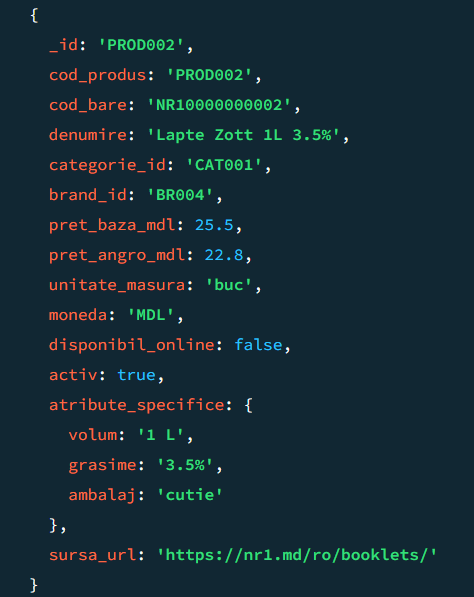 {
_id: 'PROD002',
cod_produs: 'PROD002',
cod_bare: 'NR10000000002',
denumire: 'Lapte Zott 1L 3.5%',
categorie_id: 'CAT001',
brand_id: 'BR004',
pret_baza_mdl: 25.5,
pret_angro_mdl: 22.8,
unitate_masura: 'buc',
moneda: 'MDL',
disponibil_online: false,
activ: true,
atribute_specifice: {
volum: '1 L',
grasime: '3.5%',
ambalaj: 'cutie'
},
sursa_url: 'https://nr1.md/ro/booklets/'
}